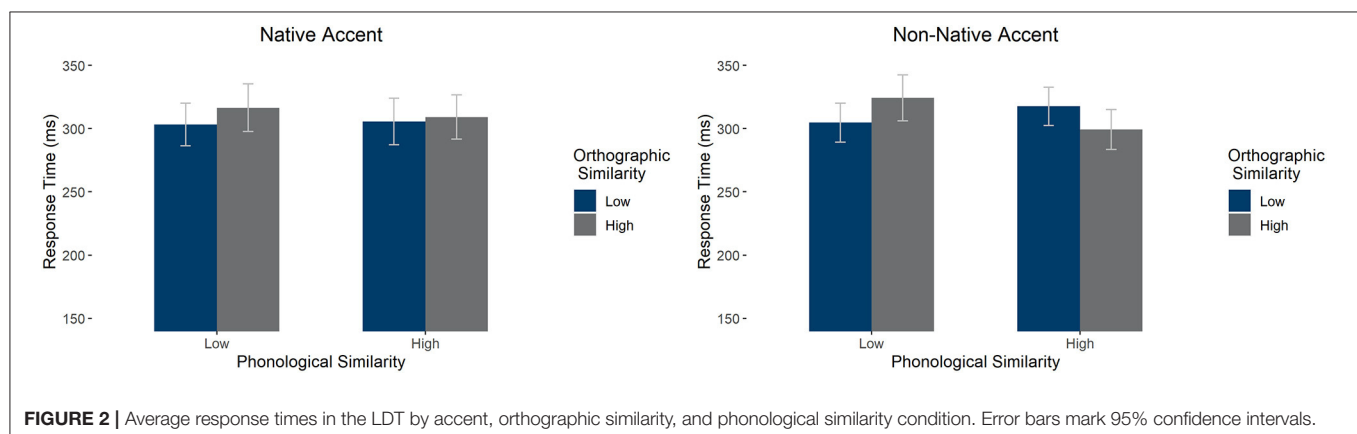 Native Accent
350-
300-
250-
200-
150-
Response Time (ms)
Low
High
Phonological Similarity
Orthographic
Similarity
Low
High
Non-Native Accent
350-
300-
250-
200-
150-
Response Time (ms)
Low
High
Phonological Similarity
Orthographic
Similarity
Low
High
FIGURE 2 | Average response times in the LDT by accent, orthographic similarity, and phonological similarity condition. Error bars mark 95% confidence intervals.